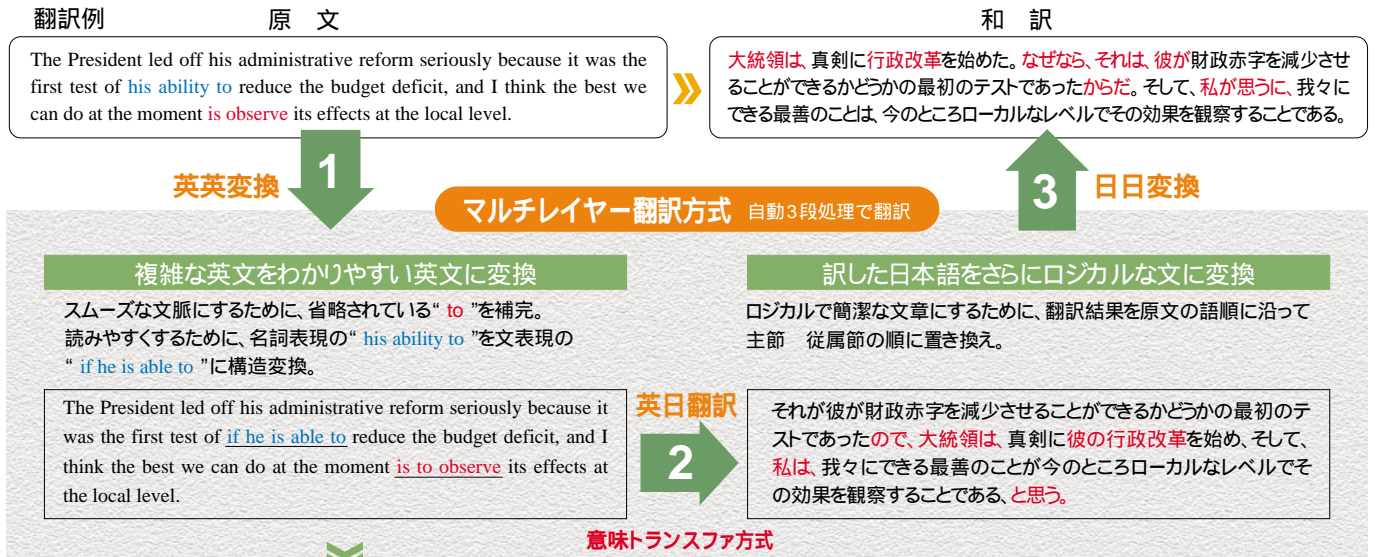 翻訳例
原 文
The President led off his administrative reform seriously because it was the
first test of his ability to reduce the budget deficit, and I think the best we
can do at the moment is observe its effects at the local level.
和 訳
大統領は、真剣に行政改革を始めた。なぜなら、それは、彼が財政赤字を減少させ
ることができるかどうかの最初のテストであったからだ。そして、私が思うに、我々に
できる最善のことは、今のところローカルなレベルでその効果を観察することである。
英英変換
1
マルチレイヤー翻訳方式 自動3段処理で翻訳
3
日日変換
複雑な英文をわかりやすい英文に変換
スムーズな文脈にするために、省略されている“ to ”を補完。
読みやすくするために、名詞表現の“ his ability to ”を文表現の
“ if he is able to ”に構造変換。
The President led off his administrative reform seriously because it
was the first test of if he is able to reduce the budget deficit, and I
think the best we can do at the moment is to observe its effects at
the local level.
英日翻訳
2
訳した日本語をさらにロジカルな文に変換
ロジカルで簡潔な文章にするために、翻訳結果を原文の語順に沿って
主節 従属節の順に置き換え。
それが彼が財政赤字を減少させることができるかどうかの最初のテ
ストであったので、大統領は、真剣に彼の行政改革を始め、そして、
私は、我々にできる最善のことが今のところローカルなレベルでそ
の効果を観察することである、と思う。
意味トランスファ方式